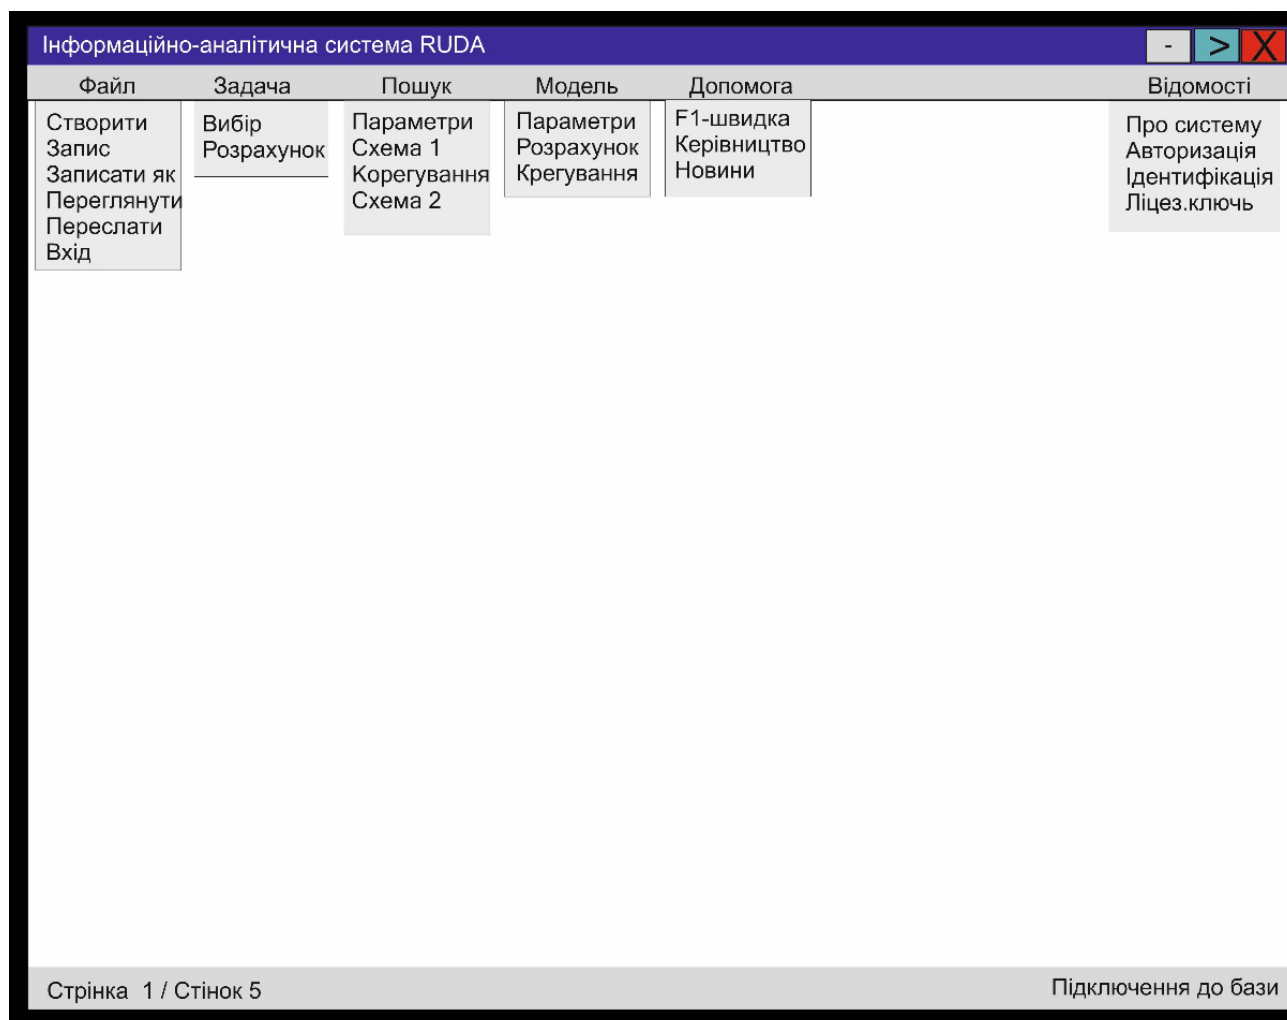 Інформаційно-аналітична система RUDA
- > X
Файл Задача Пошук Модель Допомога Відомості
Створити
Запис
Записати як
Переглянути
Переслати
Вхід
Вибір
Розрахунок
Параметри
Схема 1
Корегування
Схема 2
Параметри
Розрахунок
Крегування
F1-швидка
Керівництво
Новини
Про систему
Авторизація
Ідентифікація
Ліцез.ключь
Стрінка 1 / Стінок 5
Підключення до бази